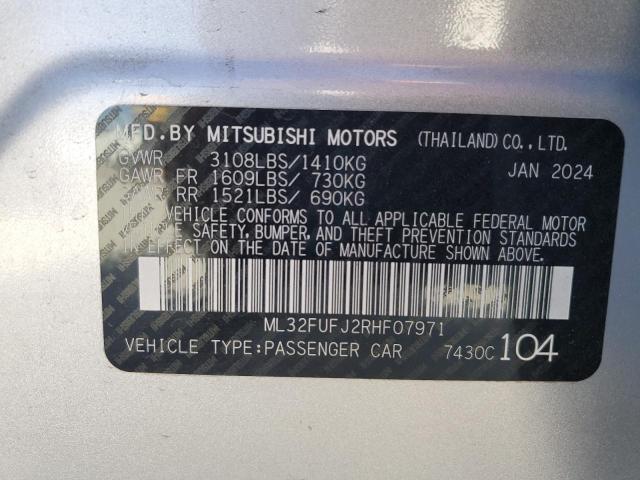 MFD.BY MITSUBISHI MOTORS (THAILAND)CO.,LTD.
GVWR 3108LBS/1410KG JAN 2024
GAWR FR 1609LBS/ 730KG
RR 1521LBS/ 690KG
VEHICLE CONFORMS TO ALL APPLICABLE FEDERAL MOTOR
SAFETY, BUMPER, AND THEFT PREVENTION STANDARDS
IN EFFECT ON THE DATE OF MANUFACTURE SHOWN ABOVE.
ML32FUFJ2RHF07971
VEHICLE TYPE:PASSENGER CAR 7430C 104